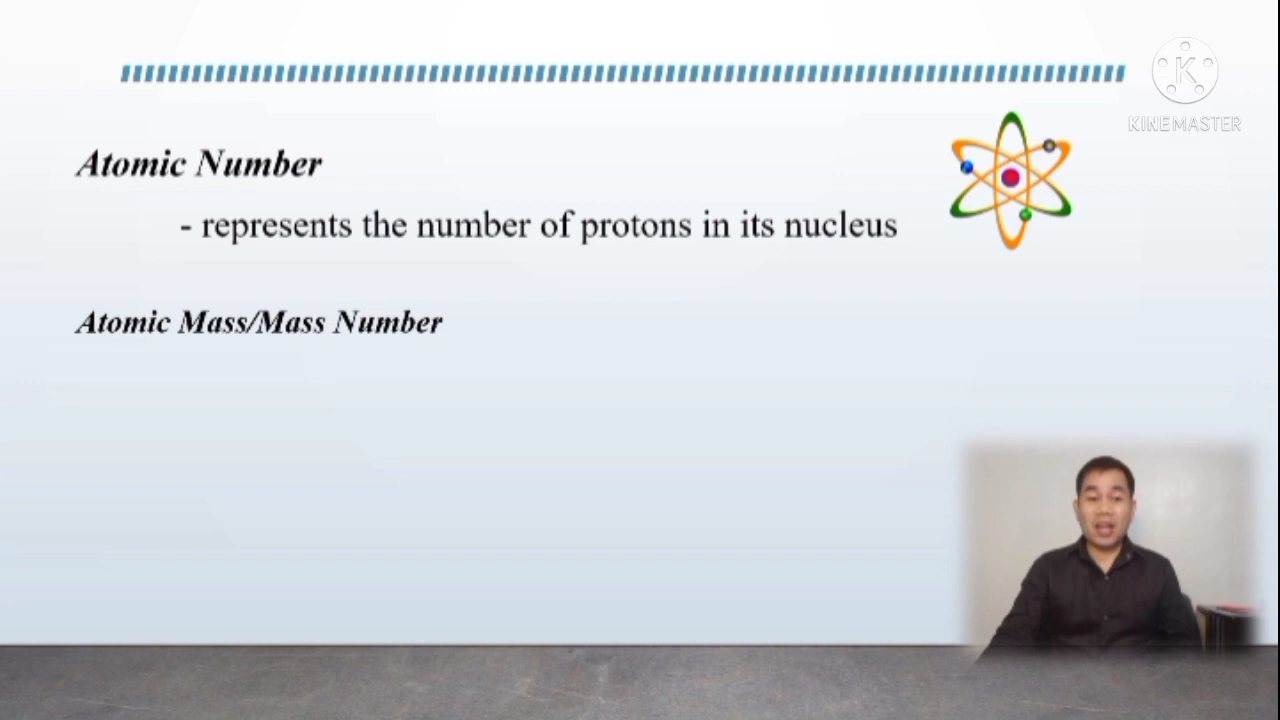 KINEMASTER
Atomic Number
- represents the number of protons in its nucleus
Atomic Mass/Mass Number